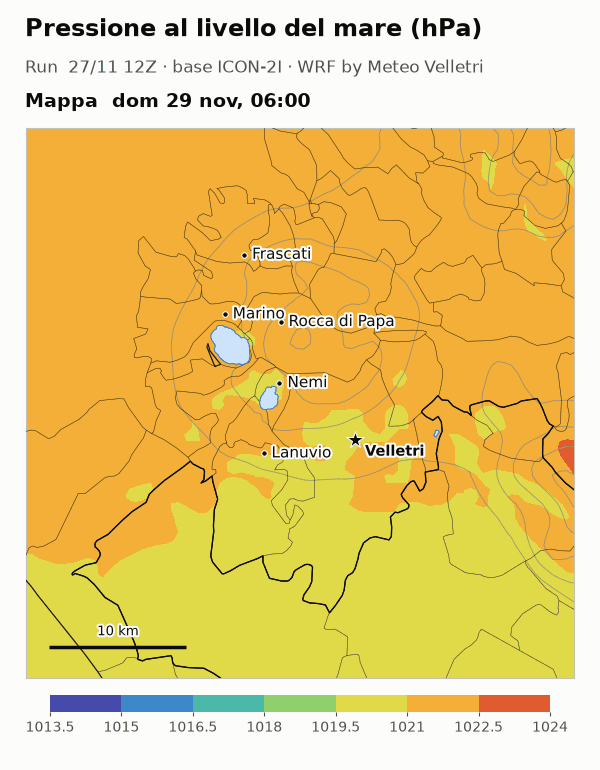 Pressione al livello del mare (hPa)
Run  27/11 12Z · base ICON-2I · WRF by Meteo Velletri
Mappa  dom 29 nov, 06:00
Frascati
Marino
Rocca di Papa
Nemi
Velletri
Lanuvio
10 km
1013.5 1015 1016.5 1018 1019.5 1021 1022.5 1024